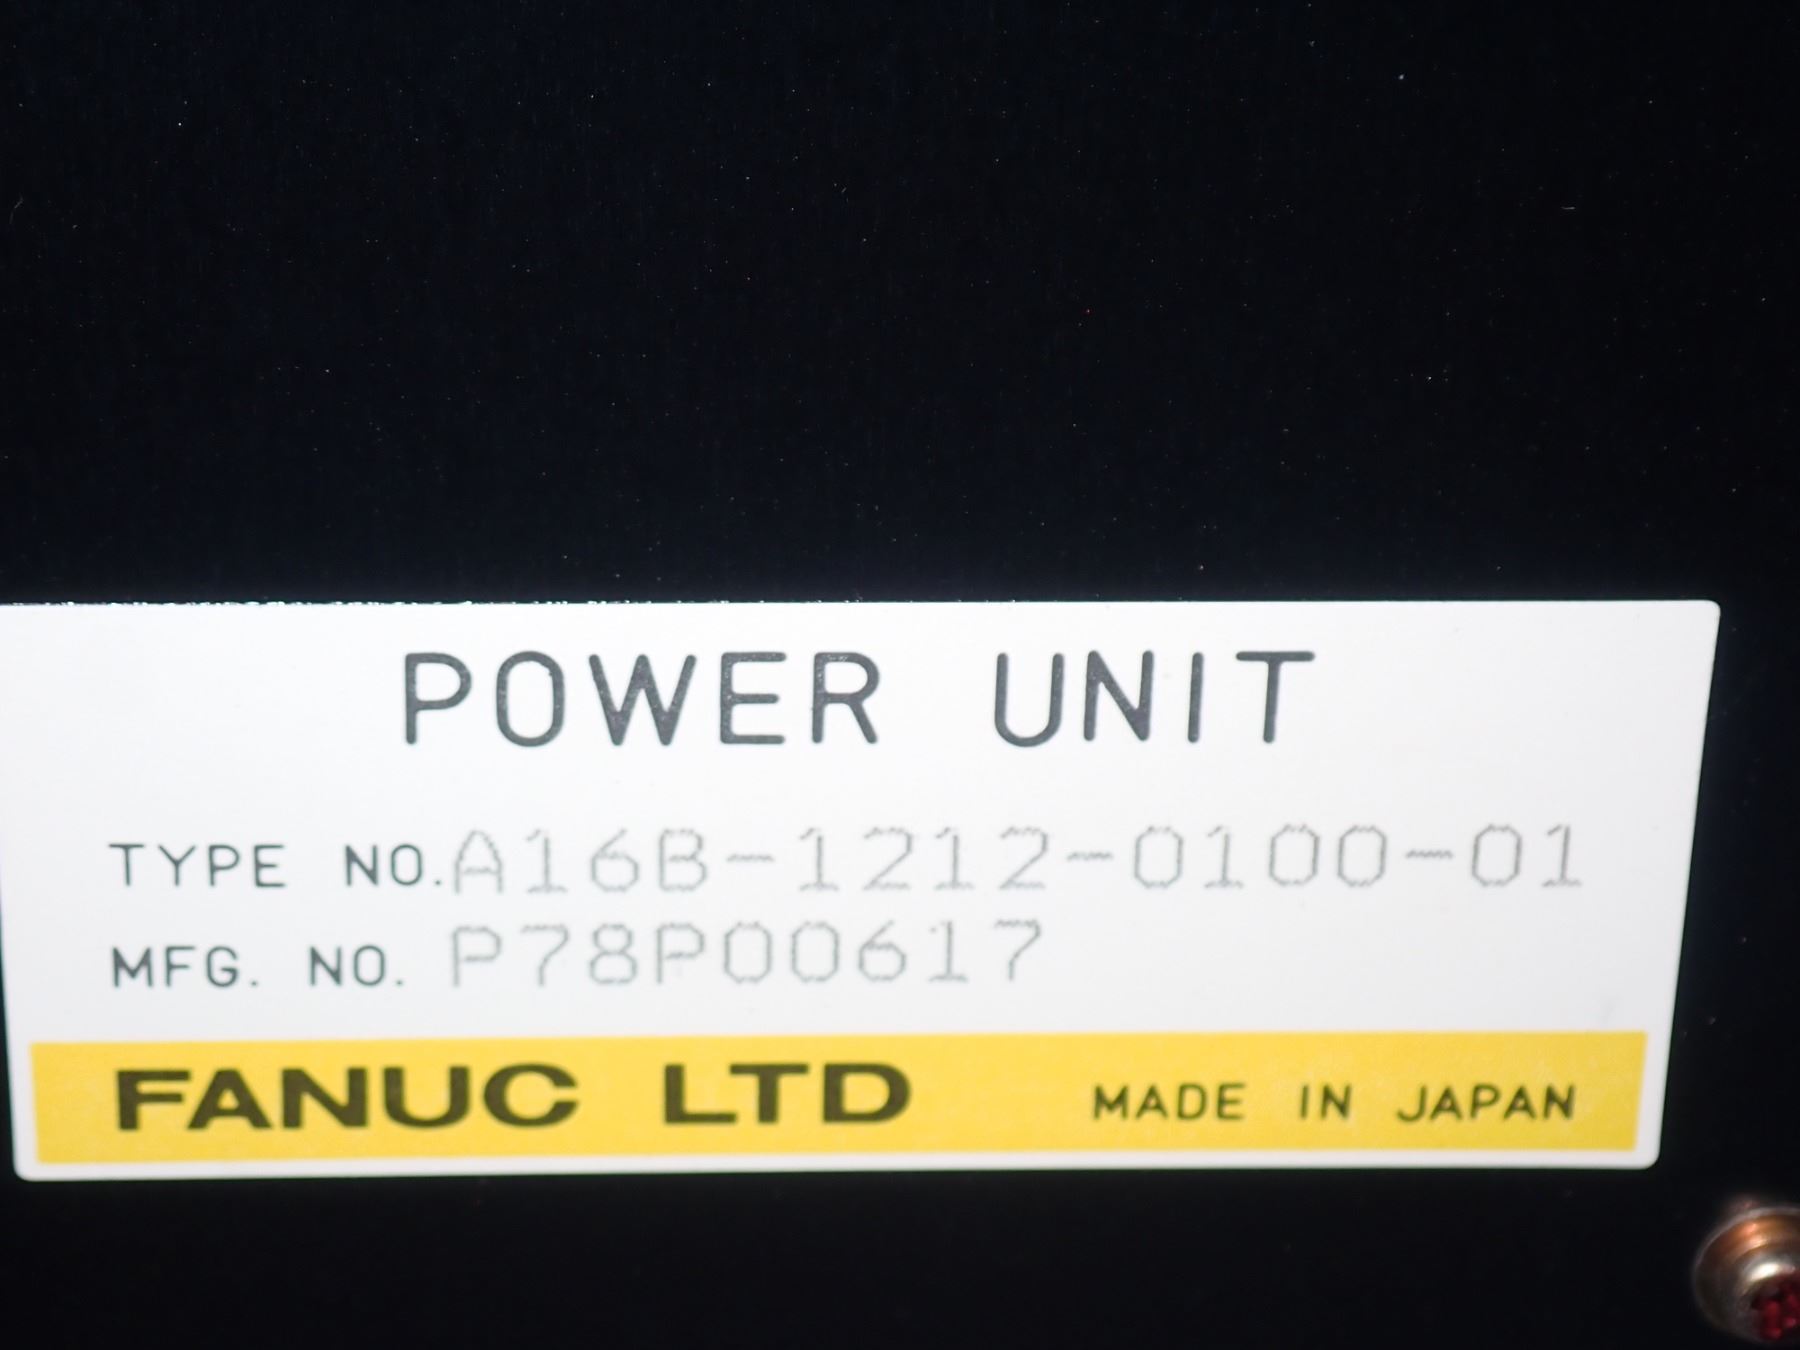 POWER UNIT
TYPE NO. A16B-1212-0100-01
MFG. NO. P78P00617
FANUC LTD MADE IN JAPAN